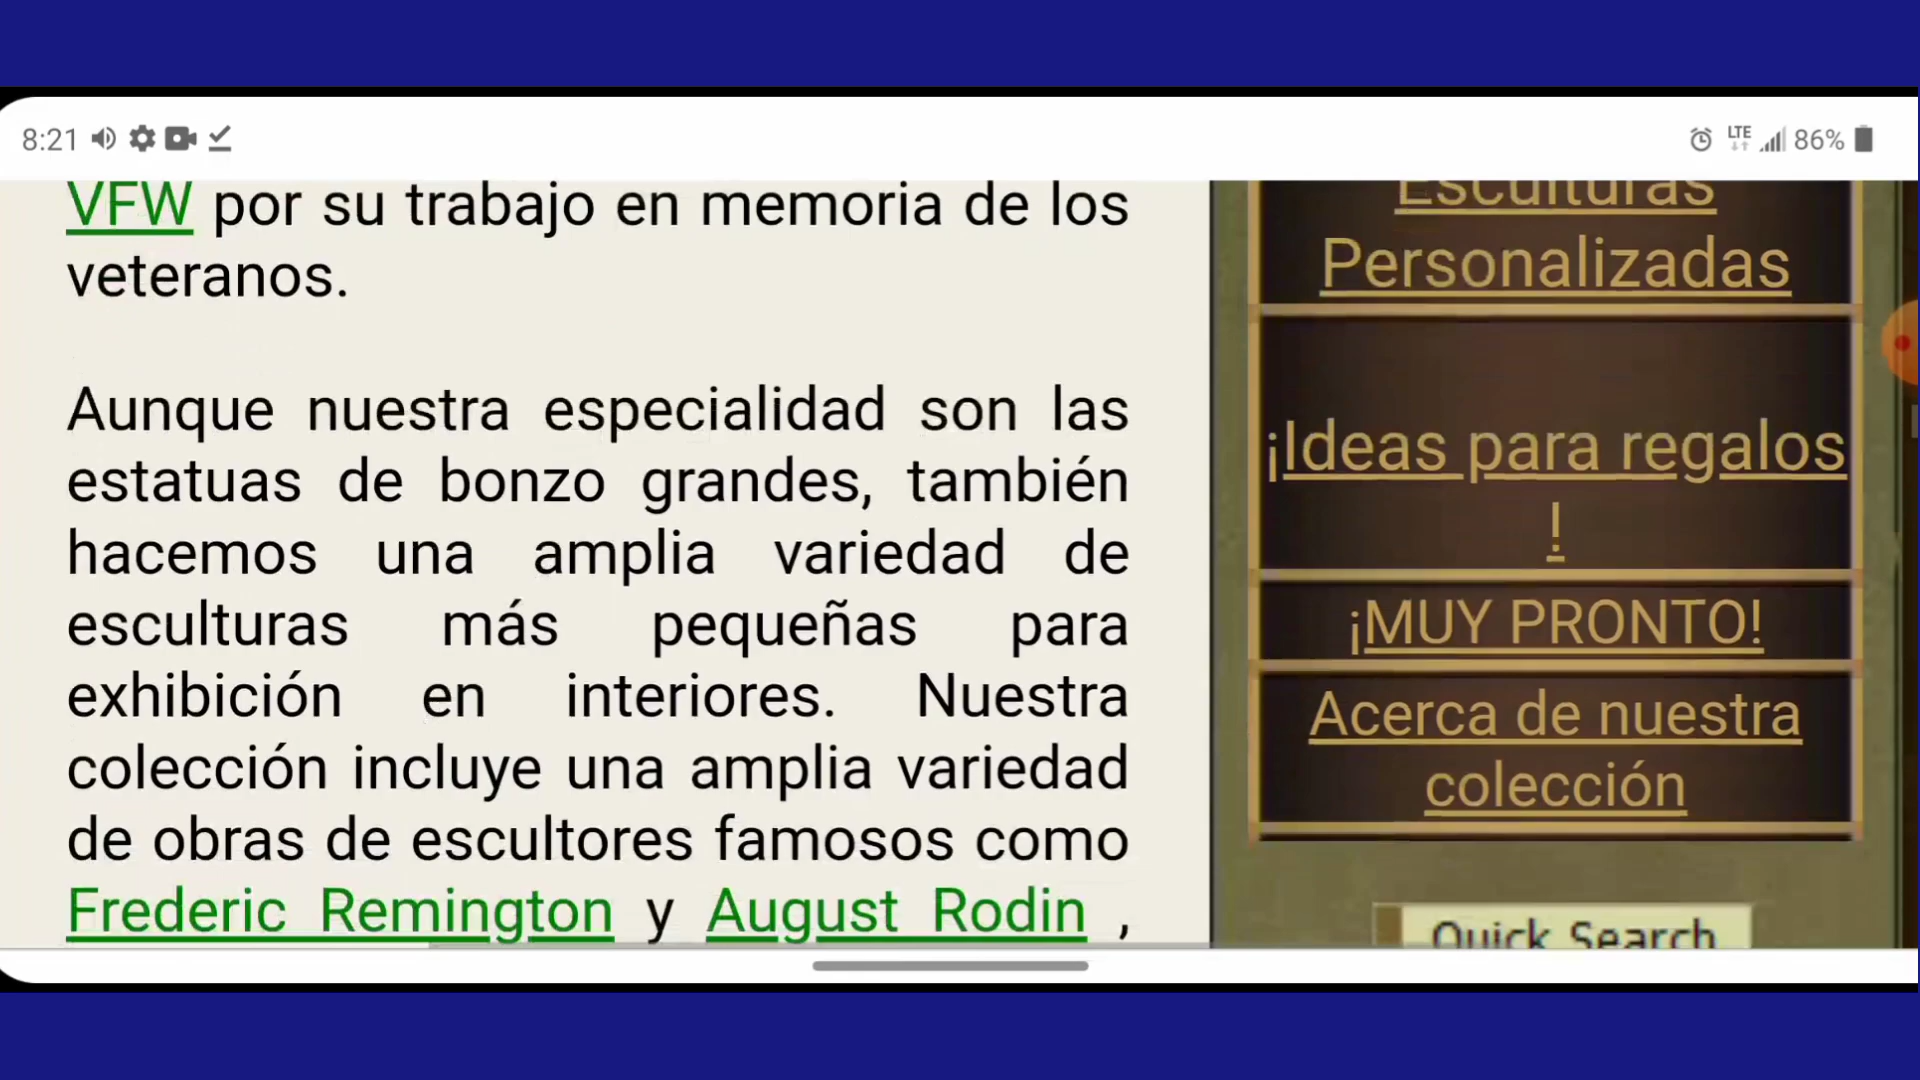 8:21
LTE
86%
VFW por su trabajo en memoria de los
veteranos.
Aunque nuestra especialidad son las
estatuas de bonzo grandes, también
hacemos una amplia variedad de
esculturas más pequeñas para
exhibición en interiores. Nuestra
colección incluye una amplia variedad
de obras de escultores famosos como
Frederic Remington y August Rodin ,
Esculturas
Personalizadas
¡Ideas para regalos
!
¡MUY PRONTO!
Acerca de nuestra
colección
Quick Search